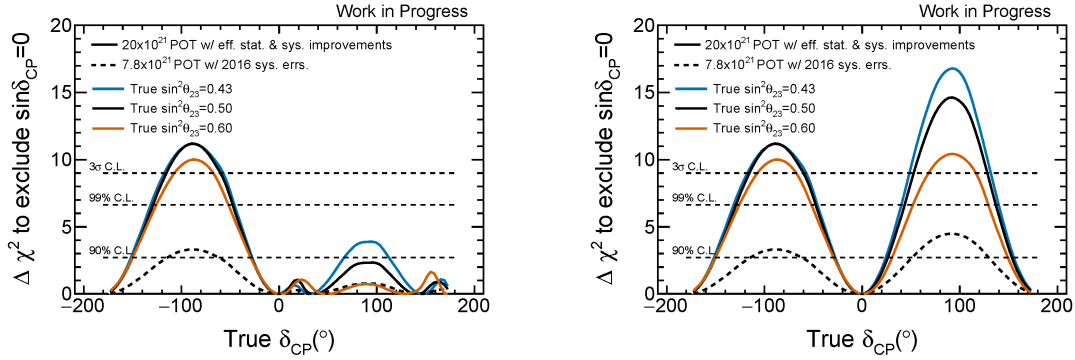 Work in Progress
Δ χ² to exclude sinδCP=0
20
15
10
5
0
20x10²¹ POT w/ eff. stat. & sys. improvements
7.8x10²¹ POT w/ 2016 sys. errs.
True sin²θ₂₃=0.43
True sin²θ₂₃=0.50
True sin²θ₂₃=0.60
3σ C.L.
99% C.L.
90% C.L.
−200 −100 0 100 200
True δCP(°)
Work in Progress
Δ χ² to exclude sinδCP=0
20
15
10
5
0
20x10²¹ POT w/ eff. stat. & sys. improvements
7.8x10²¹ POT w/ 2016 sys. errs.
True sin²θ₂₃=0.43
True sin²θ₂₃=0.50
True sin²θ₂₃=0.60
3σ C.L.
99% C.L.
90% C.L.
−200 −100 0 100 200
True δCP(°)